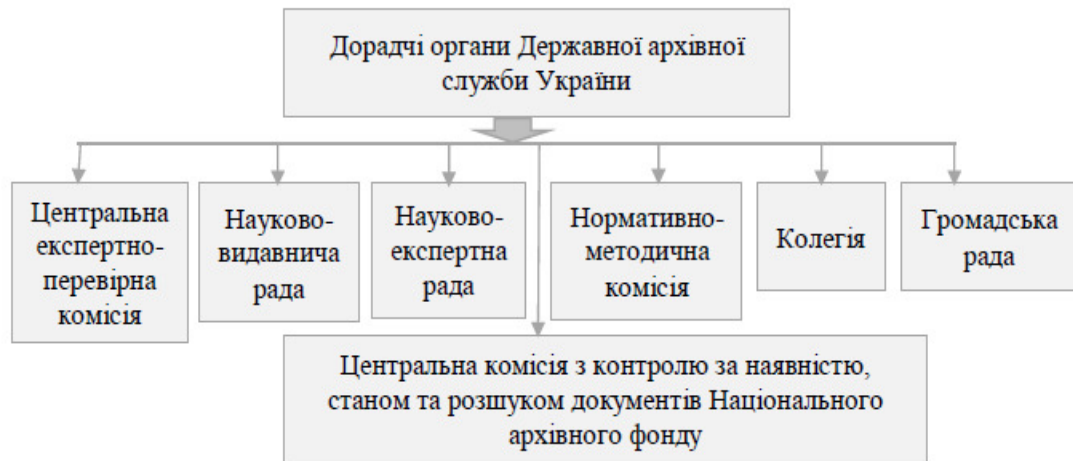 Дорадчі органи Державної архівної
служби України
Центральна
експертно-
перевірна
комісія
Науково-
видавнича
рада
Науково-
експертна
рада
Нормативно-
методична
комісія
Колегія
Громадська
рада
Центральна комісія з контролю за наявністю,
станом та розшуком документів Національного
архівного фонду